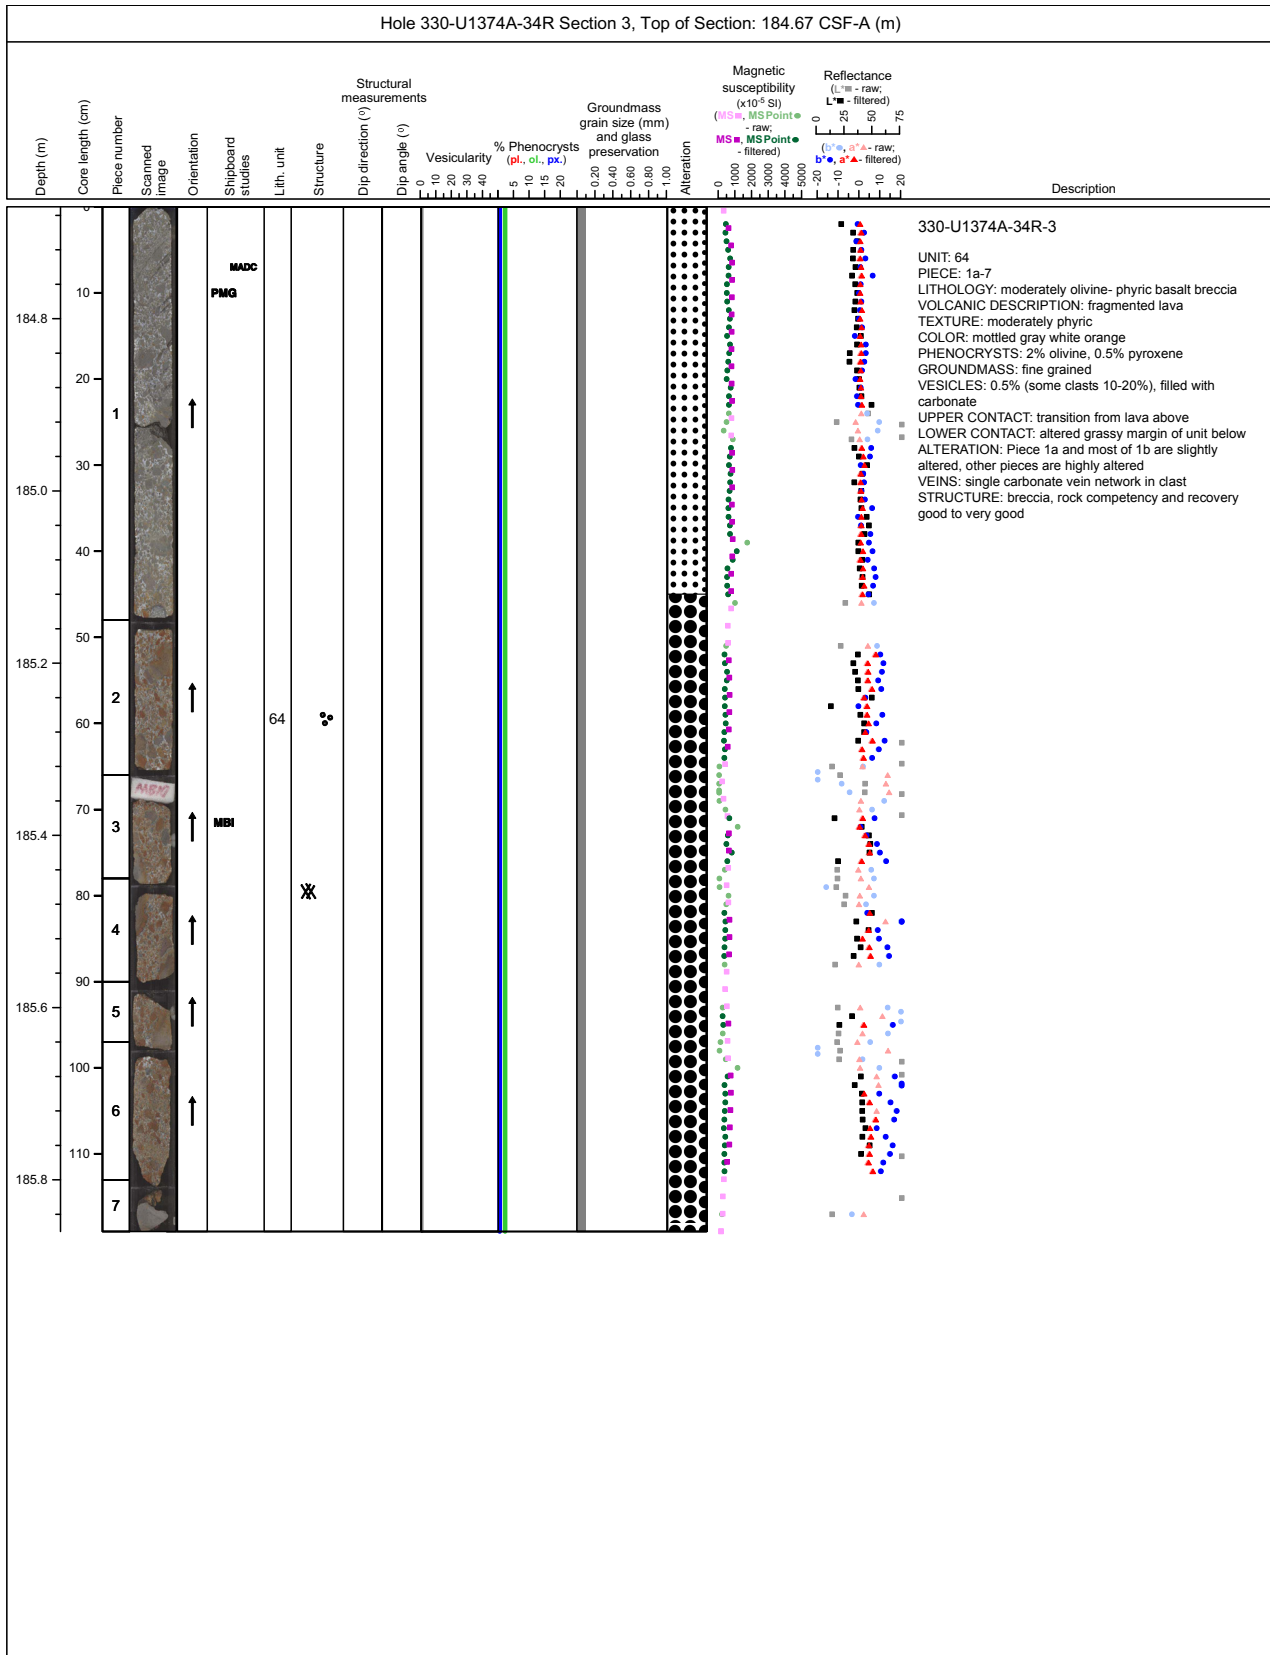 Hole 330-U1374A-34R Section 3, Top of Section: 184.67 CSF-A (m)
Depth (m)
Core length (cm)
Piece number
Scanned image
Orientation
Shipboard studies
Lith. unit
Structure
Structural measurements
Dip direction (°)
Dip angle (°)
Vesicularity
0 10 20 30 40
% Phenocrysts
(pl., ol., px.)
5 10 15 20
Groundmass
grain size (mm)
and glass
preservation
0.20 0.40 0.60 0.80 1.00
Alteration
Magnetic
susceptibility
(x10-5 SI)
(MS■, MSPoint●
- raw;
MS■, MSPoint●
- filtered)
0 1000 2000 3000 4000 5000
Reflectance
(L*■ - raw;
L*■ - filtered)
0 25 50 75
(b*●, a*▲- raw;
b*●, a*▲- filtered)
-20 -10 0 10 20
Description
0
10
20
30
40
50
60
70
80
90
100
110
184.8
185.0
185.2
185.4
185.6
185.8
1
2
3
4
5
6
7
MADC
PMG
MBI
64
MBIO
330-U1374A-34R-3
UNIT: 64
PIECE: 1a-7
LITHOLOGY: moderately olivine- phyric basalt breccia
VOLCANIC DESCRIPTION: fragmented lava
TEXTURE: moderately phyric
COLOR: mottled gray white orange
PHENOCRYSTS: 2% olivine, 0.5% pyroxene
GROUNDMASS: fine grained
VESICLES: 0.5% (some clasts 10-20%), filled with
carbonate
UPPER CONTACT: transition from lava above
LOWER CONTACT: altered grassy margin of unit below
ALTERATION: Piece 1a and most of 1b are slightly
altered, other pieces are highly altered
VEINS: single carbonate vein network in clast
STRUCTURE: breccia, rock competency and recovery
good to very good